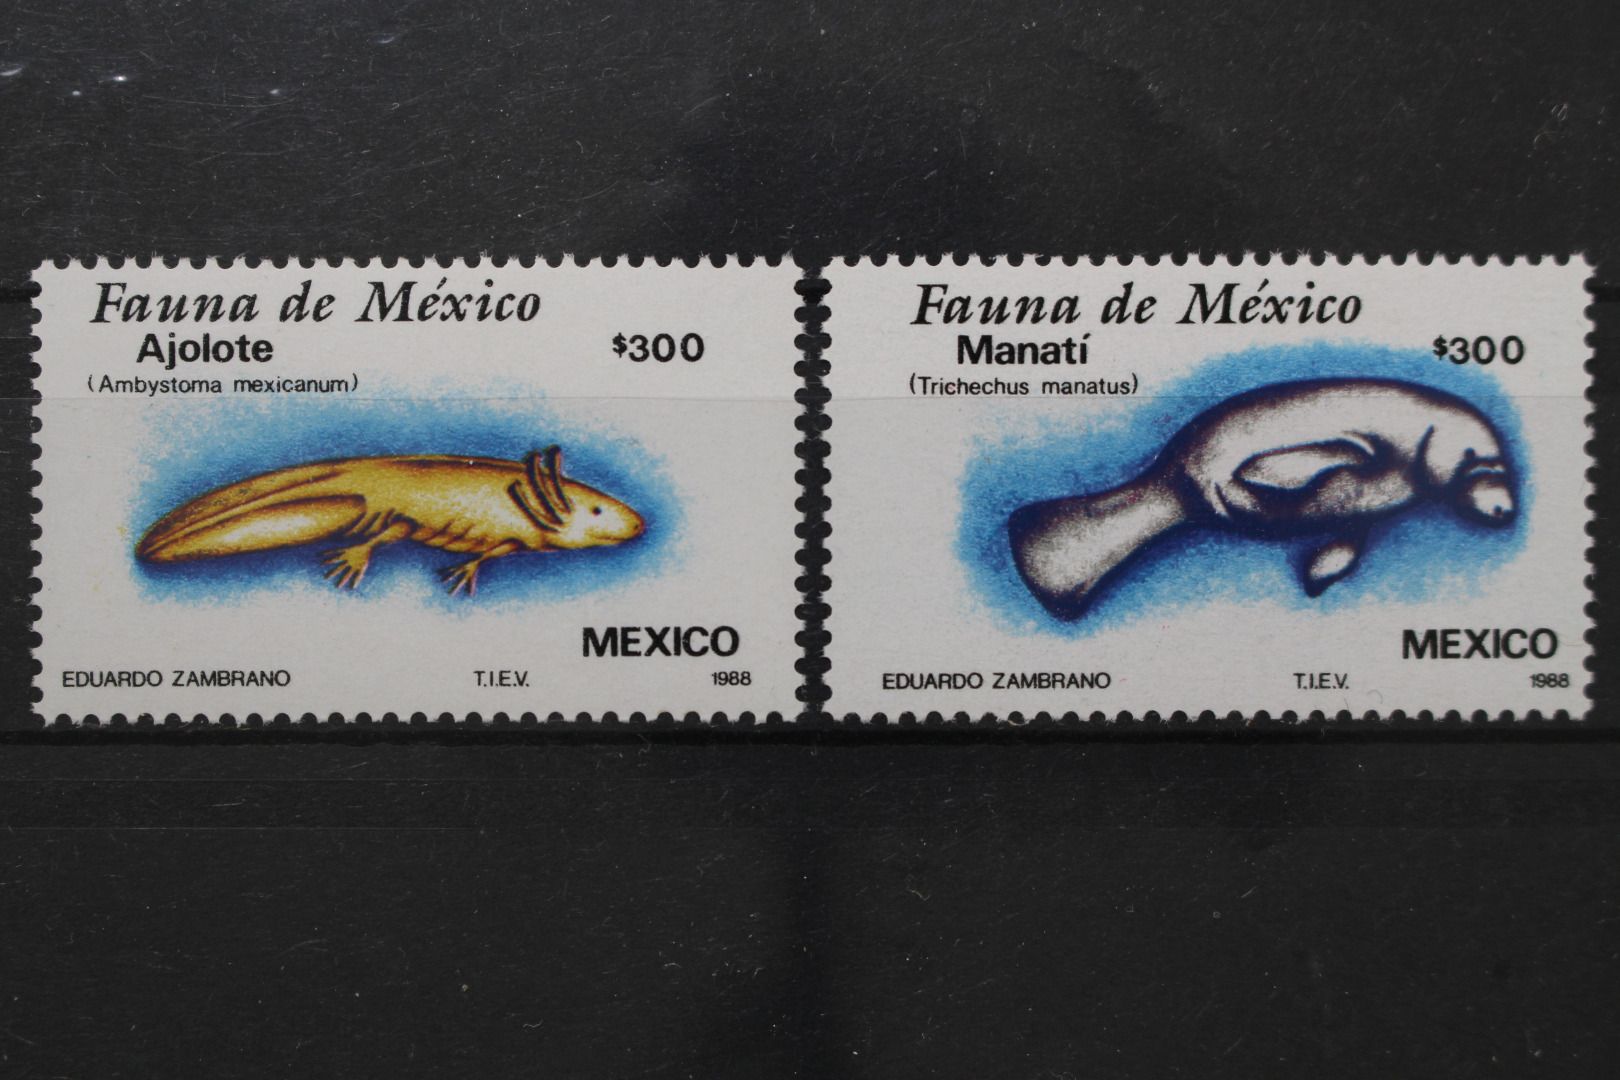 Fauna de México
Ajolote
$300
(Ambystoma mexicanum)
MEXICO
EDUARDO ZAMBRANO
T.I.E.V.
1988
Fauna de México
Manatí
$300
(Trichechus manatus)
MEXICO
EDUARDO ZAMBRANO
T.I.E.V.
1988